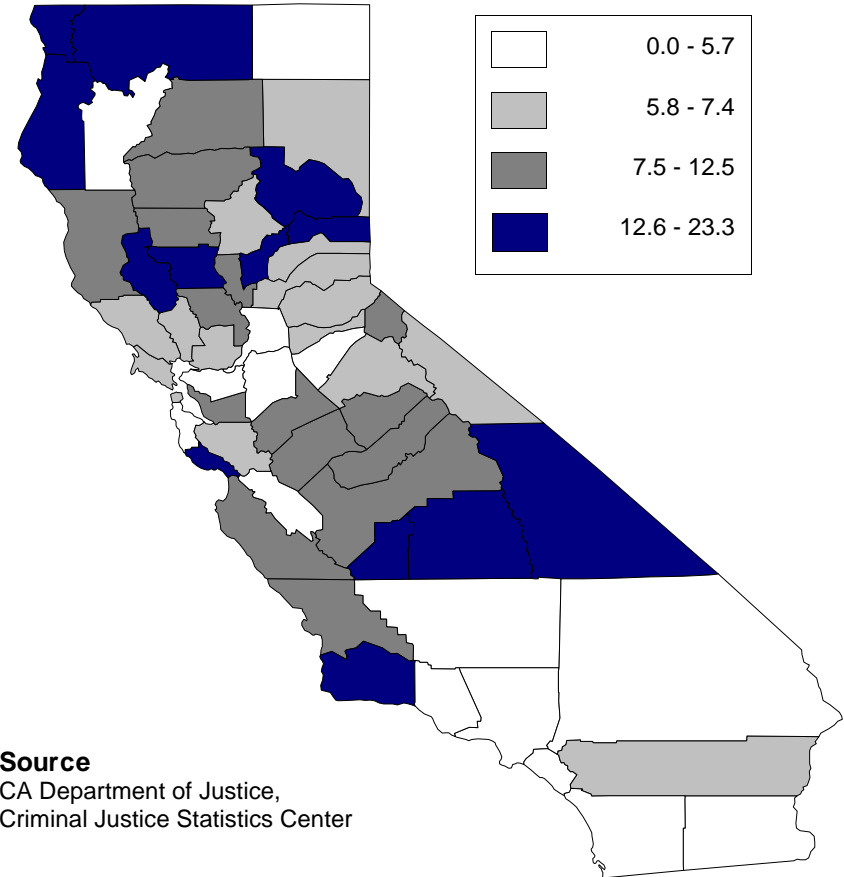 0.0 - 5.7
5.8 - 7.4
7.5 - 12.5
12.6 - 23.3
Source
CA Department of Justice,
Criminal Justice Statistics Center